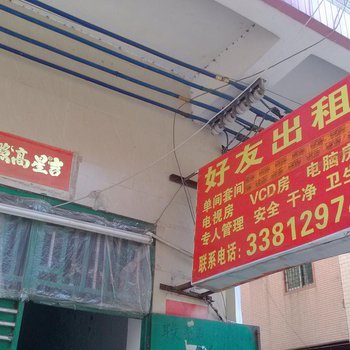 吉星高照
好友出租
单间套间
电视房 VCD房 电脑房
专人管理 安全 干净 卫生
联系电话: 3381297